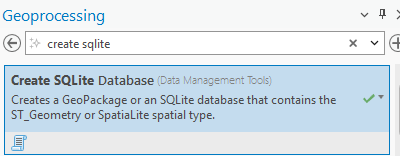 Geoprocessing
create sqlite
Create SQLite Database (Data Management Tools)
Creates a GeoPackage or an SQLite database that contains the
ST_Geometry or SpatiaLite spatial type.